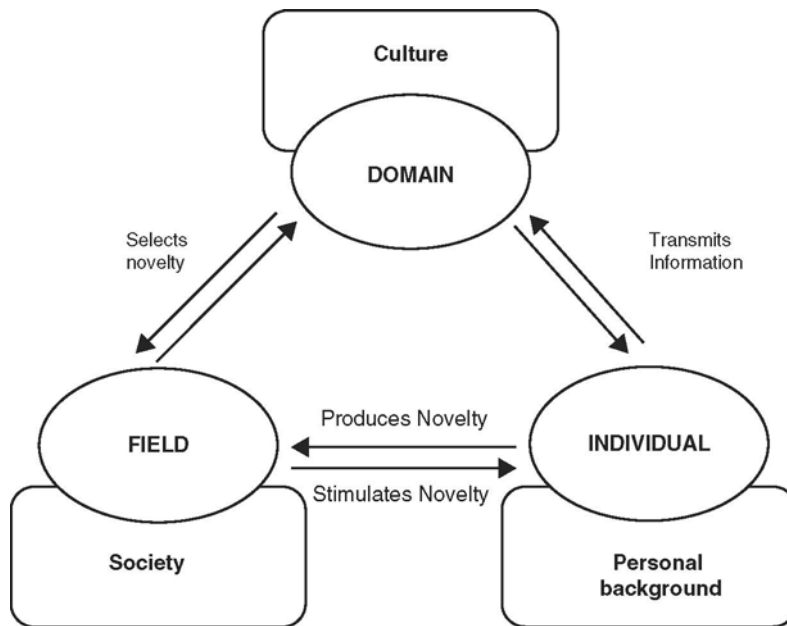 Culture
DOMAIN
Selects
novelty
Transmits
Information
Produces Novelty
FIELD
INDIVIDUAL
Stimulates Novelty
Society
Personal
background